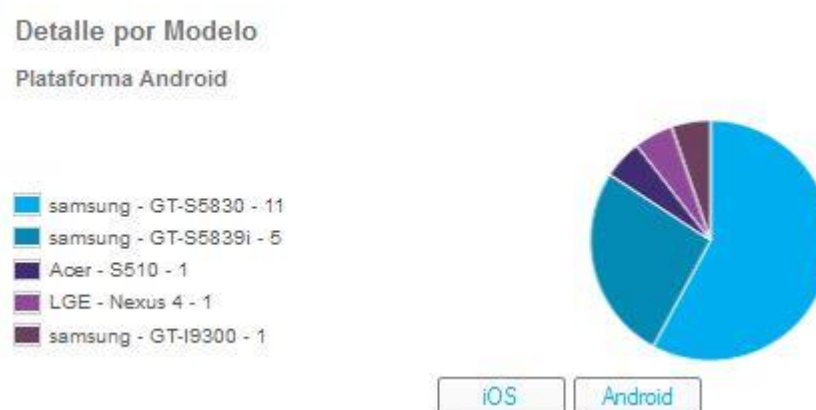 Detalle por Modelo
Plataforma Android
samsung - GT-S5830 - 11
samsung - GT-S5839i - 5
Acer - S510 - 1
LGE - Nexus 4 - 1
samsung - GT-I9300 - 1
iOS
Android